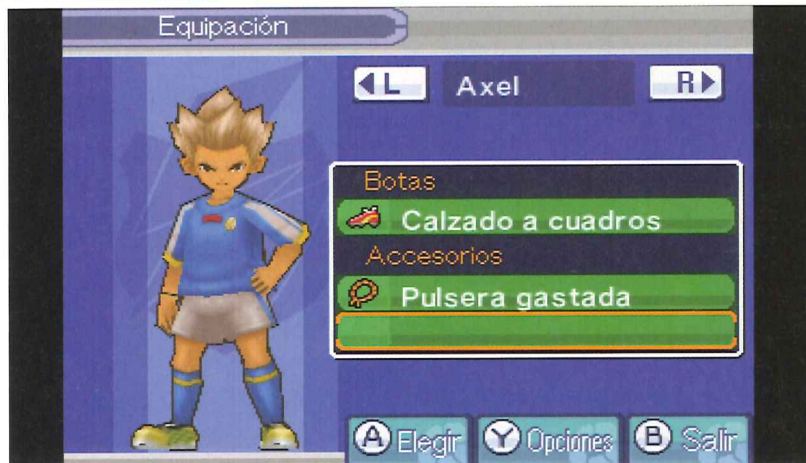 Equipación
L Axel R
Botas
Calzado a cuadros
Accesorios
Pulsera gastada
A Elegir Y Opciones B Salir